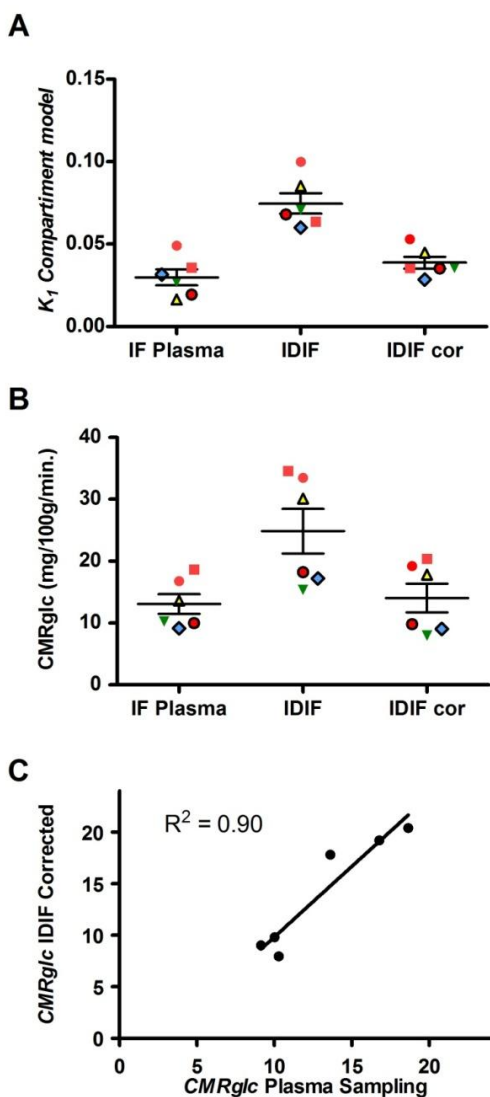 A
K1 Compartiment model
0.15
0.10
0.05
0.00
IF Plasma IDIF IDIF cor
B
CMRglc (mg/100g/min.)
40
30
20
10
0
IF Plasma IDIF IDIF cor
C
CMRglc IDIF Corrected
R² = 0.90
20
15
10
5
0
0 5 10 15 20
CMRglc Plasma Sampling